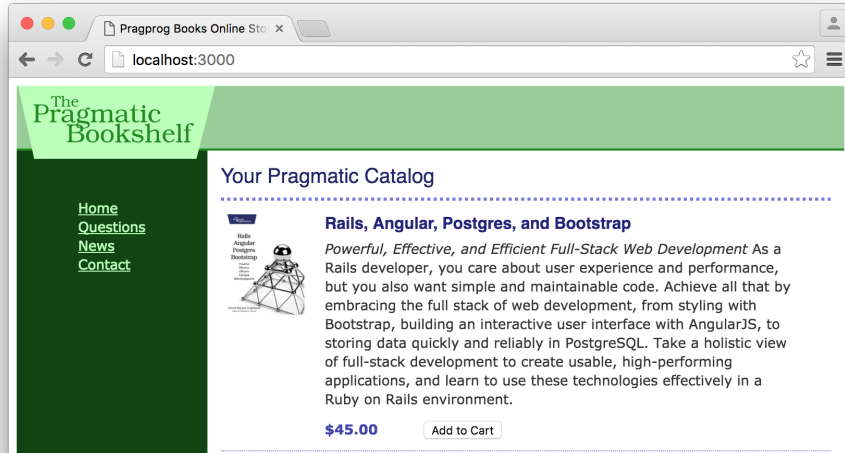 Pragprog Books Online Sto
localhost:3000
The
Pragmatic
Bookshelf
Home
Questions
News
Contact
Your Pragmatic Catalog
Rails
Angular
Postgres
Bootstrap
Rails, Angular, Postgres, and Bootstrap
Powerful, Effective, and Efficient Full-Stack Web Development As a
Rails developer, you care about user experience and performance,
but you also want simple and maintainable code. Achieve all that by
embracing the full stack of web development, from styling with
Bootstrap, building an interactive user interface with AngularJS, to
storing data quickly and reliably in PostgreSQL. Take a holistic view
of full-stack development to create usable, high-performing
applications, and learn to use these technologies effectively in a
Ruby on Rails environment.
$45.00
Add to Cart